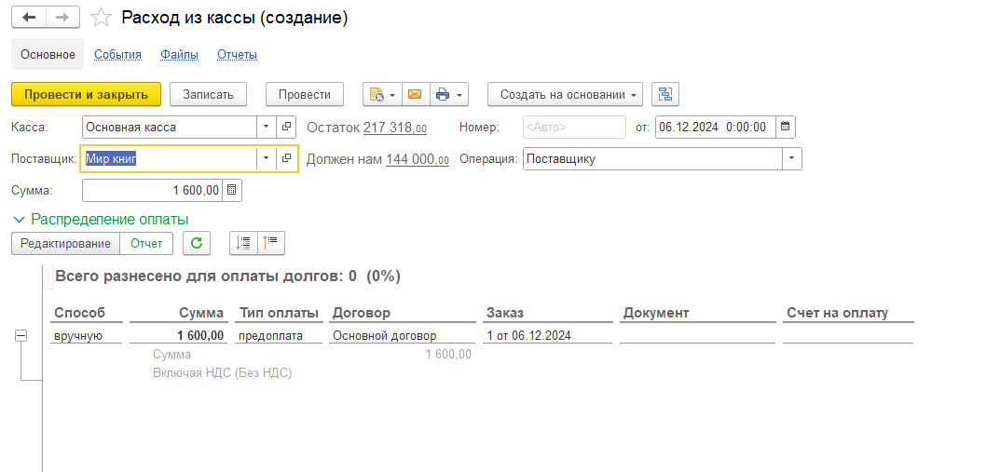 Расход из кассы (создание)
Основное События Файлы Отчеты
Провести и закрыть Записать Провести Создать на основании
Касса: Основная касса Остаток 217 318,00 Номер: <Авто> от: 06.12.2024 0:00:00
Поставщик: Мир книг Должен нам 144 000,00 Операция: Поставщику
Сумма: 1 600,00
Распределение оплаты
Редактирование Отчет
Всего разнесено для оплаты долгов: 0 (0%)
Способ Сумма Тип оплаты Договор Заказ Документ Счет на оплату
вручную 1 600,00 предоплата Основной договор 1 от 06.12.2024
Сумма 1 600,00
Включая НДС (Без НДС)